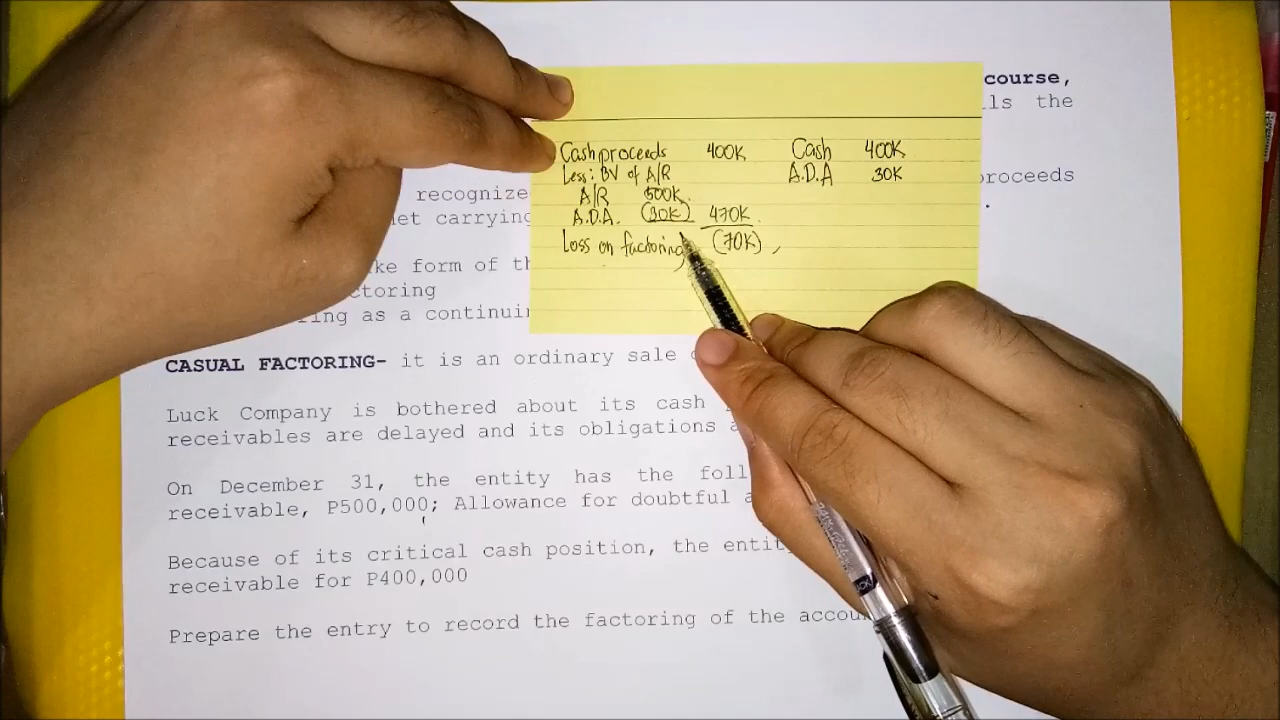 course,
ls the
Cash proceeds 400K Cash 400K
Less: BV of A/R A.D.A 30K
recognize proceeds
A/R 500K
A.D.A. (30K) 470K
et carrying .
Loss on factoring (70K)
ke form of th
ctoring
ing as a continui
CASUAL FACTORING- it is an ordinary sale
Luck Company is bothered about its cash
receivables are delayed and its obligations a
On December 31, the entity has the foll
receivable, P500,000; Allowance for doubtful a
Because of its critical cash position, the entit
receivable for P400,000
Prepare the entry to record the factoring of the accou